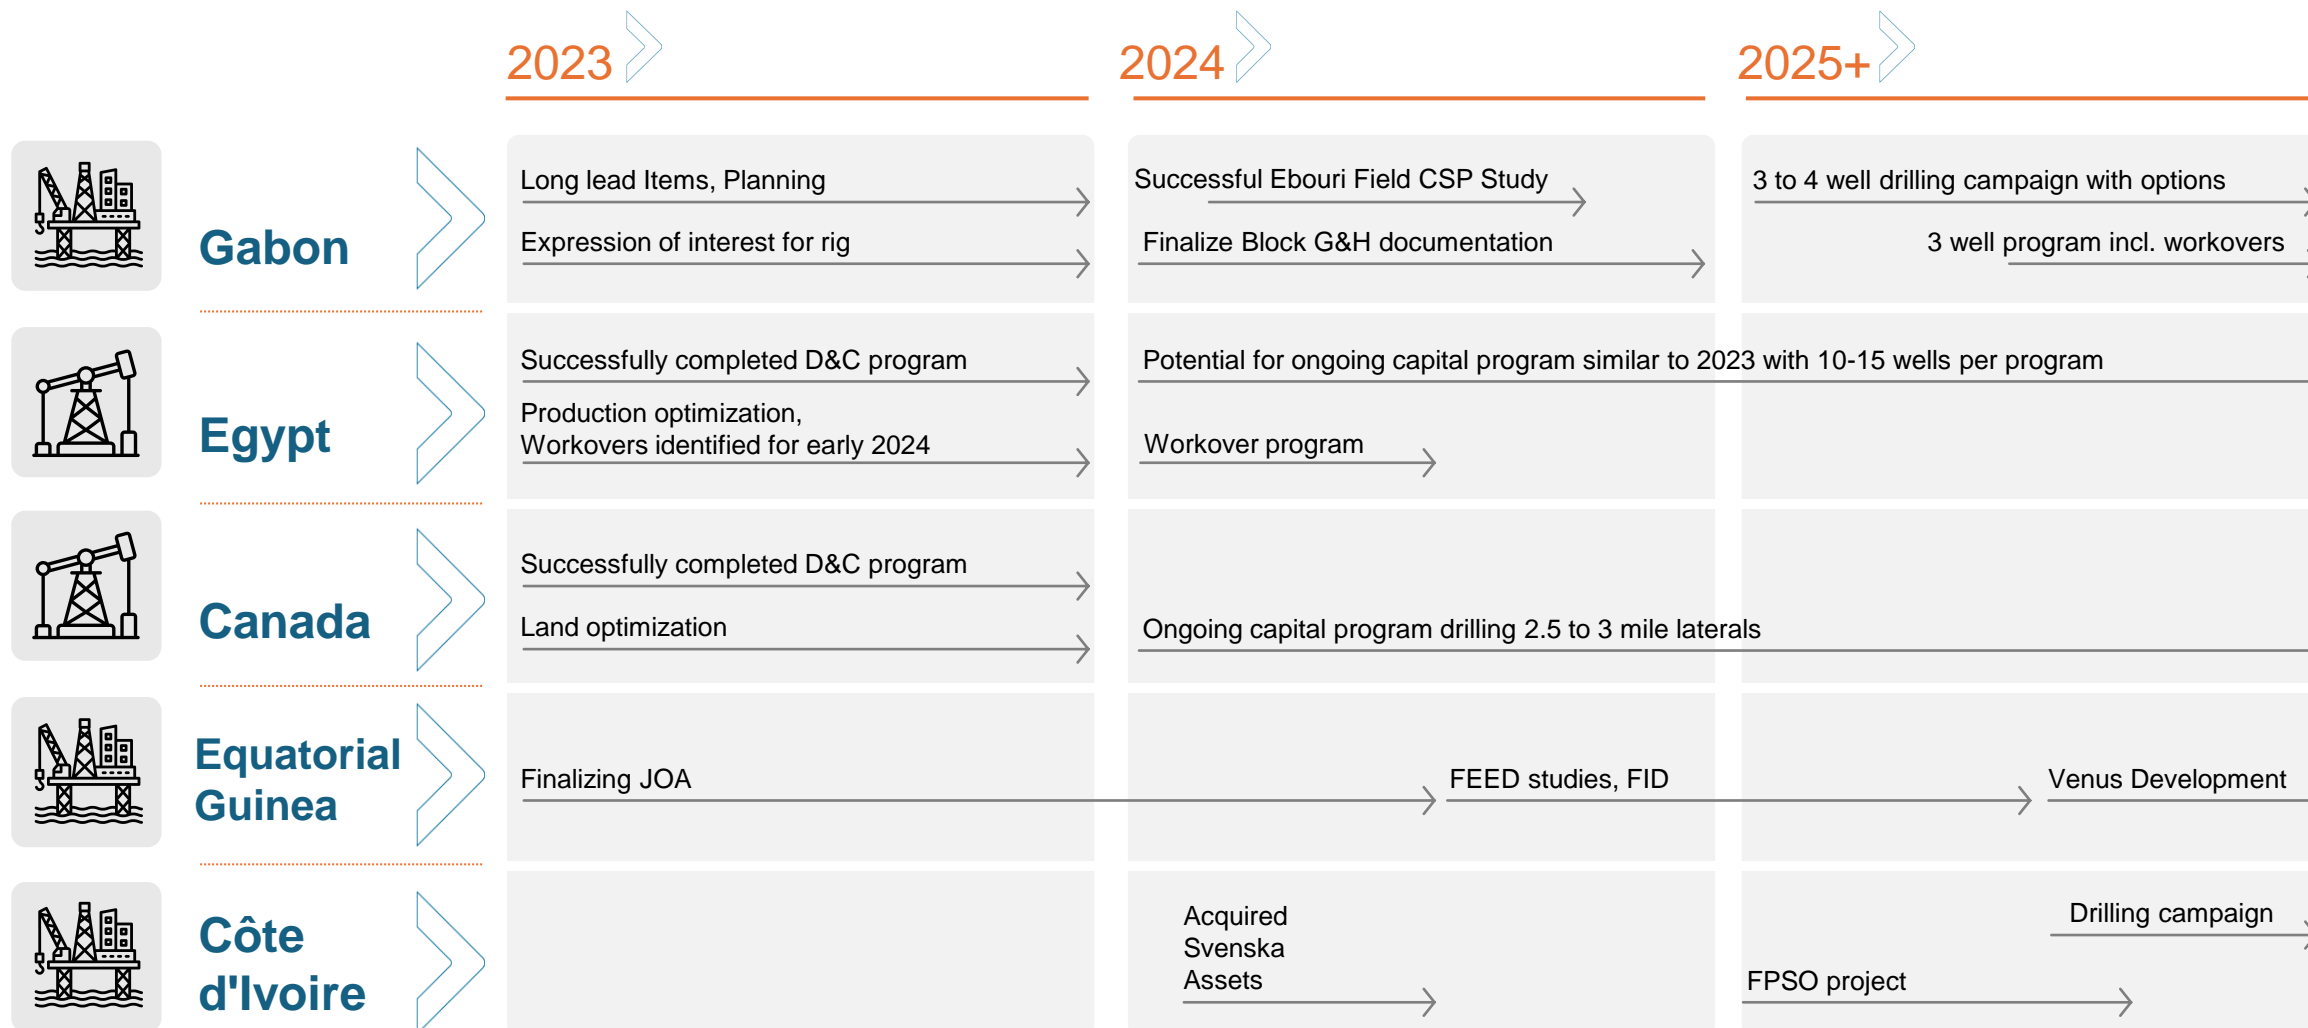 2023
2024
2025+
Gabon
Long lead Items, Planning
Expression of interest for rig
Successful Ebouri Field CSP Study
Finalize Block G&H documentation
3 to 4 well drilling campaign with options
3 well program incl. workovers
Egypt
Successfully completed D&C program
Production optimization,
Workovers identified for early 2024
Potential for ongoing capital program similar to 2023 with 10-15 wells per program
Workover program
Canada
Successfully completed D&C program
Land optimization
Ongoing capital program drilling 2.5 to 3 mile laterals
Equatorial
Guinea
Finalizing JOA
FEED studies, FID
Venus Development
Côte
d'Ivoire
Acquired
Svenska
Assets
Drilling campaign
FPSO project